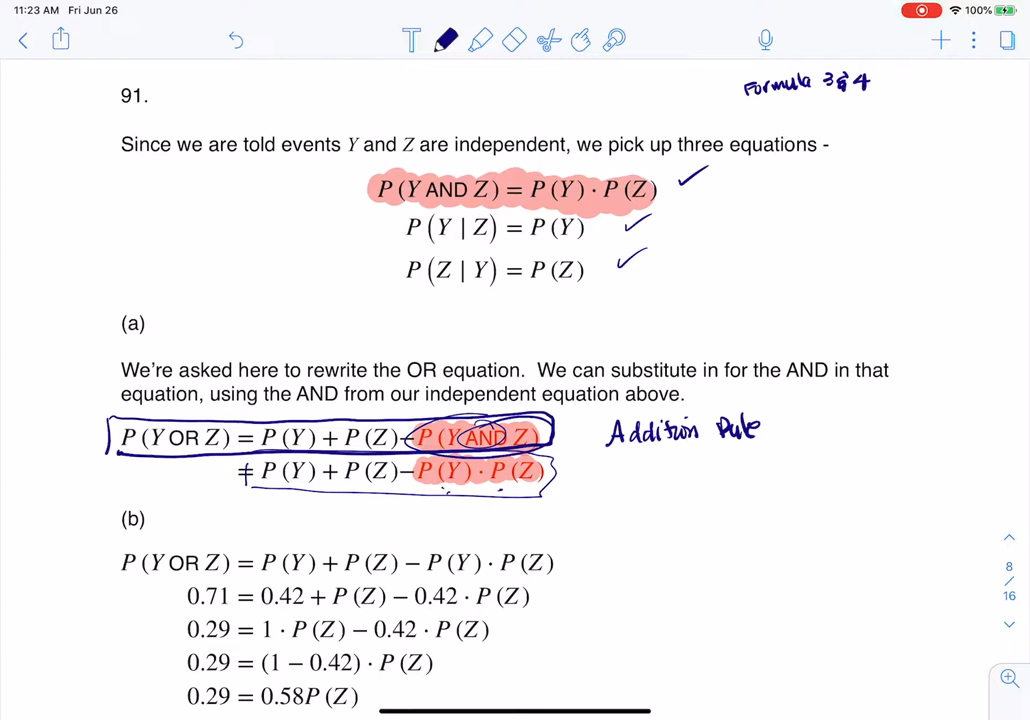 11:23 AM Fri Jun 26 100%
Formula 3 & 4
91.
Since we are told events Y and Z are independent, we pick up three equations -
P (Y AND Z) = P (Y) · P (Z) ✓
P (Y | Z) = P (Y) ✓
P (Z | Y) = P (Z) ✓
(a)
We're asked here to rewrite the OR equation. We can substitute in for the AND in that
equation, using the AND from our independent equation above.
P (Y OR Z) = P (Y) + P (Z) − P (Y AND Z) Addition Rule
= P (Y) + P (Z) − P (Y) · P (Z)
(b)
P (Y OR Z) = P (Y) + P (Z) − P (Y) · P (Z)
0.71 = 0.42 + P (Z) − 0.42 · P (Z)
0.29 = 1 · P (Z) − 0.42 · P (Z)
0.29 = (1 − 0.42) · P (Z)
0.29 = 0.58P (Z)
8
/
16